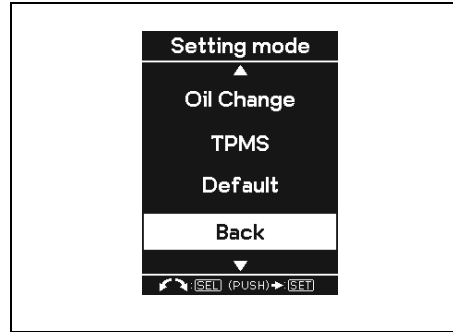 Setting mode
Oil Change
TPMS
Default
Back
:SEL (PUSH)➔:SET